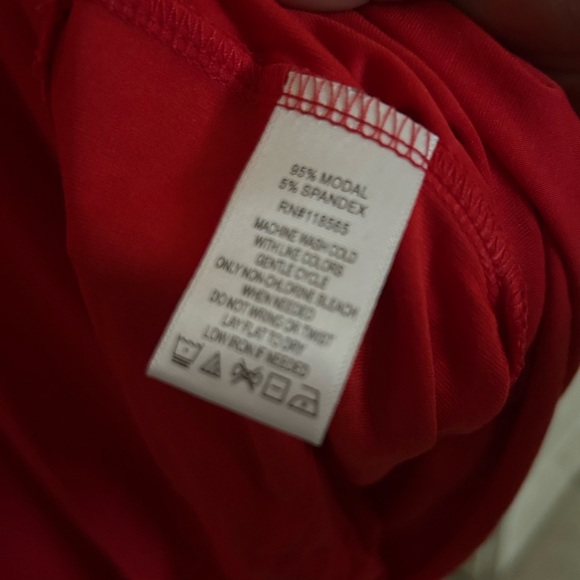 95% MODAL
5% SPANDEX
RN#118565
MACHINE WASH COLD
WITH LIKE COLORS
GENTLE CYCLE
ONLY NON-CHLORINE BLEACH
WHEN NEEDED
DO NOT WRING OR TWIST
LAY FLAT TO DRY
LOW IRON IF NEEDED